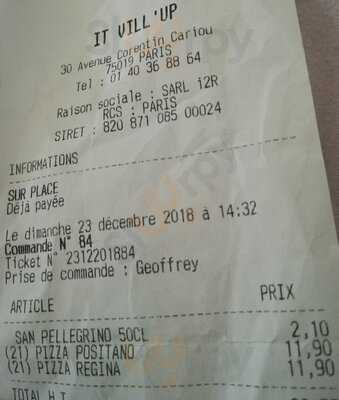 IT VILL'UP
30 Avenue Corentin Cariou
75019 PARIS
Tel : 01 40 36 88 64
Raison sociale : SARL i2R
RCS : PARIS
SIRET : 820 871 085 00024
INFORMATIONS
SUR PLACE
Déjà payée
Le dimanche 23 décembre 2018 à 14:32
Commande N° 84
Ticket N° 2312201884
Prise de commande : Geoffrey
ARTICLE PRIX
SAN PELLEGRINO 50CL 2,10
(21) PIZZA POSITANO 11,90
(21) PIZZA REGINA 11,90
TOTAL H.T.